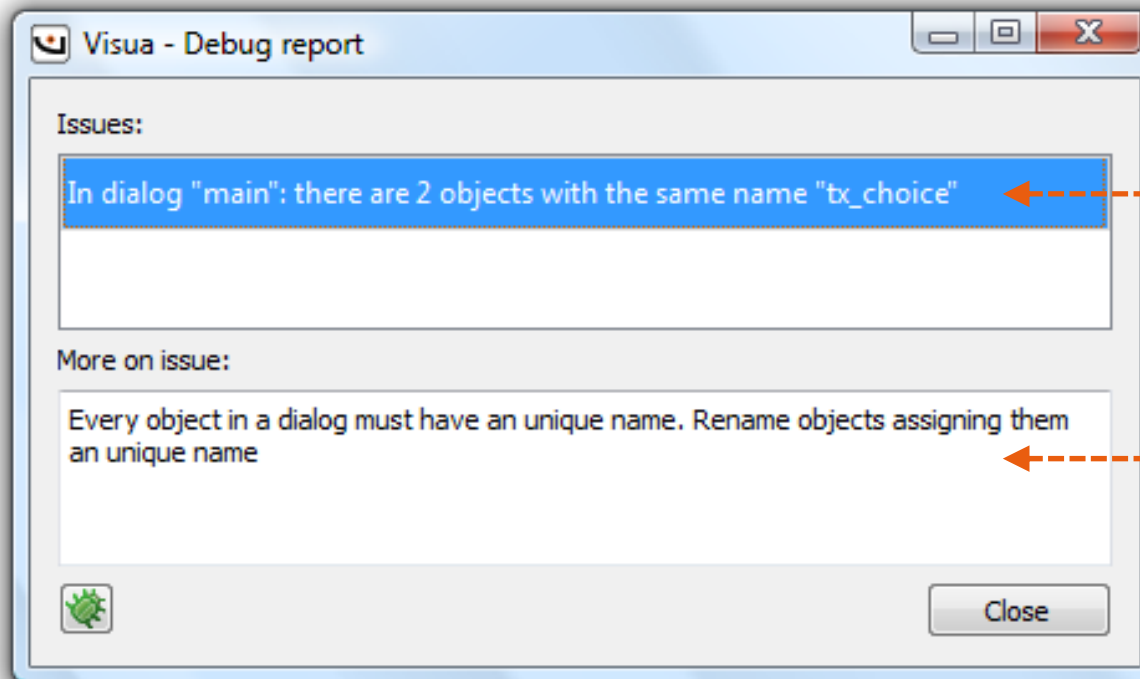 Visua - Debug report
Issues:
In dialog "main": there are 2 objects with the same name "tx_choice"
More on issue:
Every object in a dialog must have an unique name. Rename objects assigning them
an unique name
Close